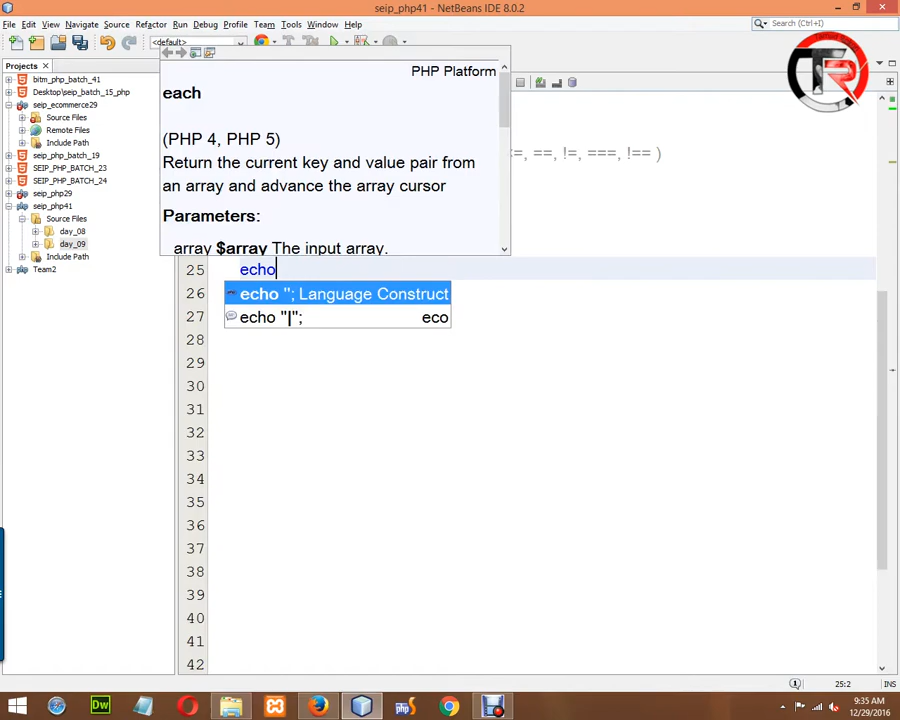 seip_php41 - NetBeans IDE 8.0.2
File Edit View Navigate Source Refactor Run Debug Profile Team Tools Window Help
Search (Ctrl+I)
<default>
Projects
bitm_php_batch_41
Desktop\seip_batch_15_php
seip_ecommerce29
Source Files
Remote Files
Include Path
seip_php_batch_19
SEIP_PHP_BATCH_23
SEIP_PHP_BATCH_24
seip_php29
seip_php41
Source Files
day_08
day_09
Include Path
Team2
PHP Platform
each
(PHP 4, PHP 5)
Return the current key and value pair from
an array and advance the array cursor
Parameters:
array $array The input array.
=, ==, !=, ===, !== )
25 echo
26
27
28
29
30
31
32
33
34
35
36
37
38
39
40
41
42
echo ''; Language Construct
echo "|"; eco
TR
25:2 INS
Dw
9:35 AM
12/29/2016